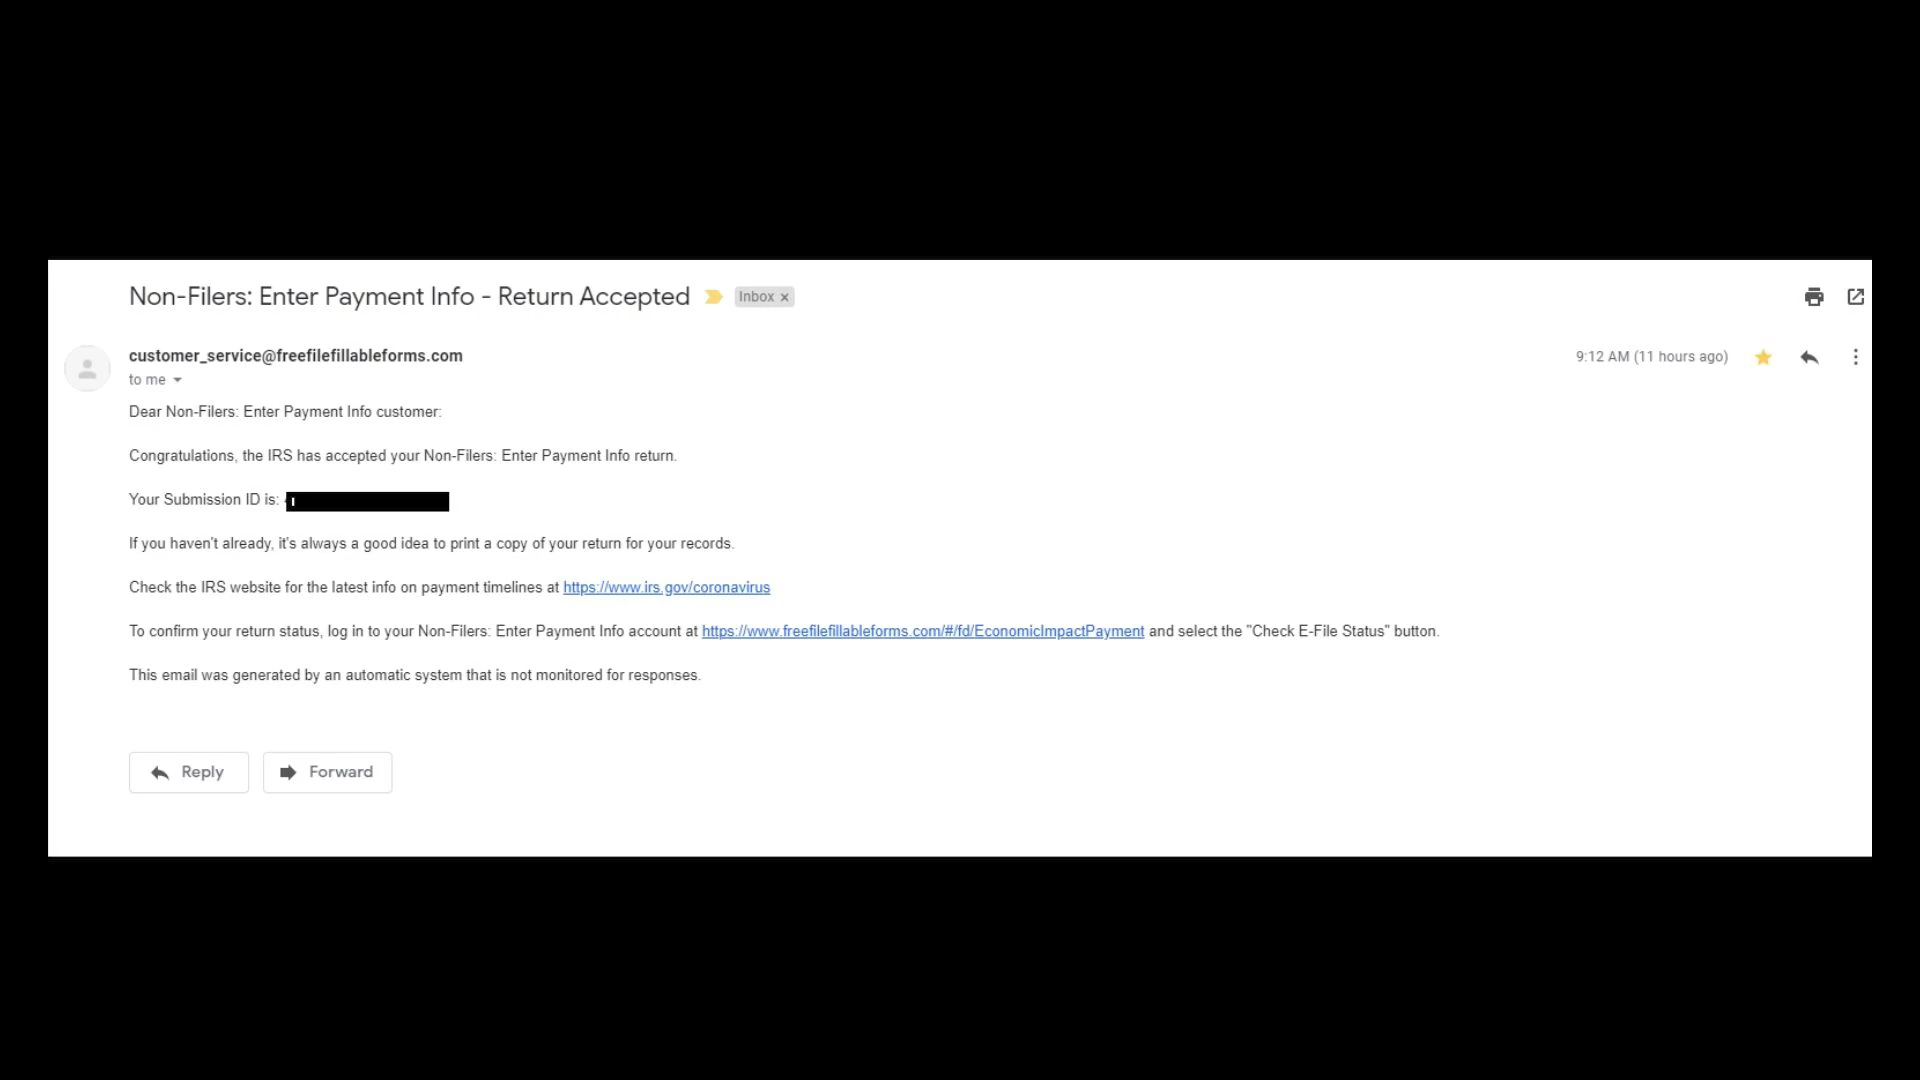 Non-Filers: Enter Payment Info - Return Accepted Inbox x
customer_service@freefilefillableforms.com 9:12 AM (11 hours ago)
to me
Dear Non-Filers: Enter Payment Info customer:
Congratulations, the IRS has accepted your Non-Filers: Enter Payment Info return.
Your Submission ID is:
If you haven't already, it's always a good idea to print a copy of your return for your records.
Check the IRS website for the latest info on payment timelines at https://www.irs.gov/coronavirus
To confirm your return status, log in to your Non-Filers: Enter Payment Info account at https://www.freefilefillableforms.com/#/fd/EconomicImpactPayment and select the "Check E-File Status" button.
This email was generated by an automatic system that is not monitored for responses.
Reply Forward